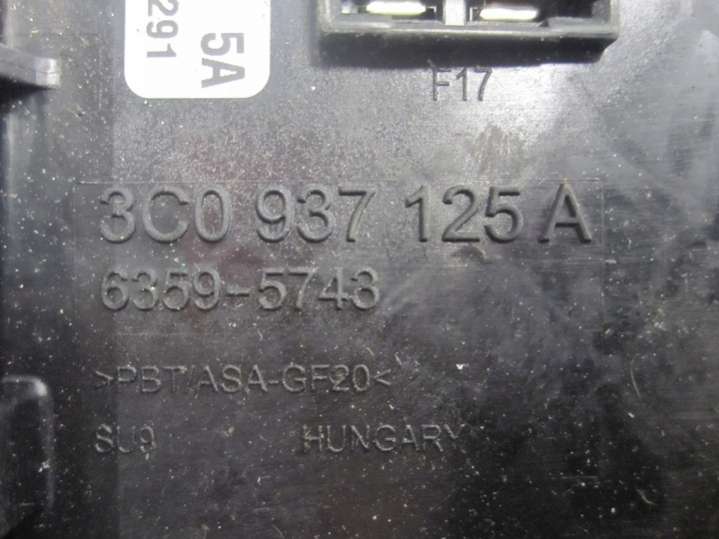 5A
291
F17
3C0 937 125 A
6359-5743
>PBT/ASA-GF20<
SU9
HUNGARY